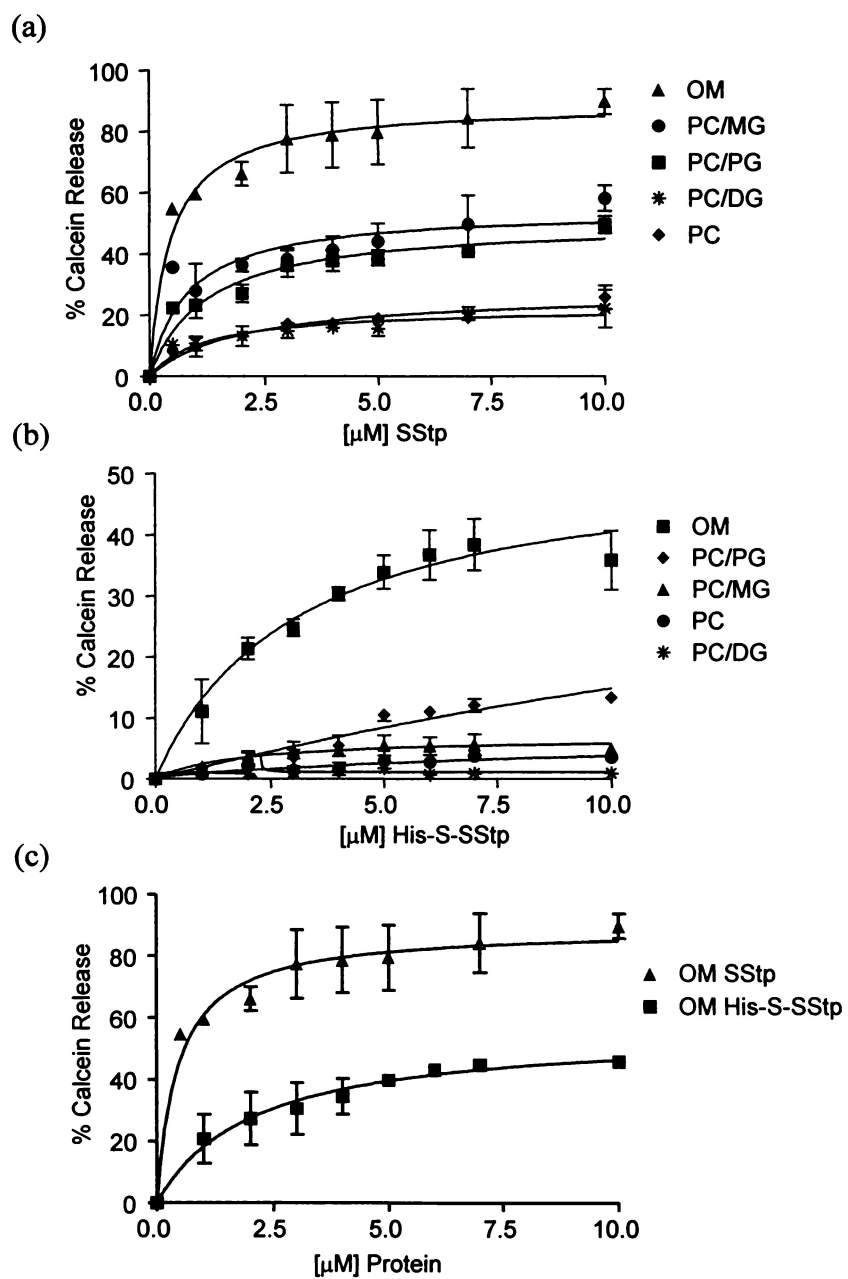 (a)
100
80
60
40
20
0
% Calcein Release
0.0 2.5 5.0 7.5 10.0
[µM] SStp
OM
PC/MG
PC/PG
PC/DG
PC
(b)
50
40
30
20
10
0
% Calcein Release
0.0 2.5 5.0 7.5 10.0
[µM] His-S-SStp
OM
PC/PG
PC/MG
PC
PC/DG
(c)
100
80
60
40
20
0
% Calcein Release
0.0 2.5 5.0 7.5 10.0
[µM] Protein
OM SStp
OM His-S-SStp